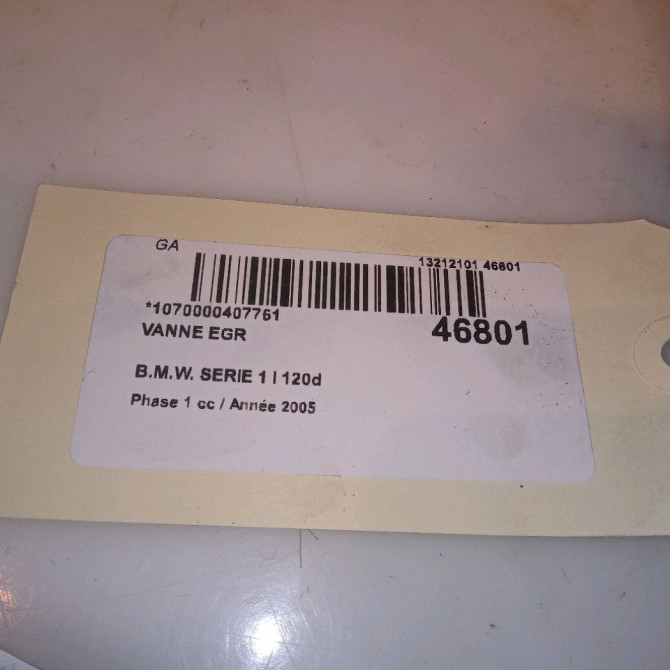 GA
13212101 46801
*1070000407761
46801
VANNE EGR
B.M.W. SERIE 1 I 120d
Phase 1 cc / Année 2005